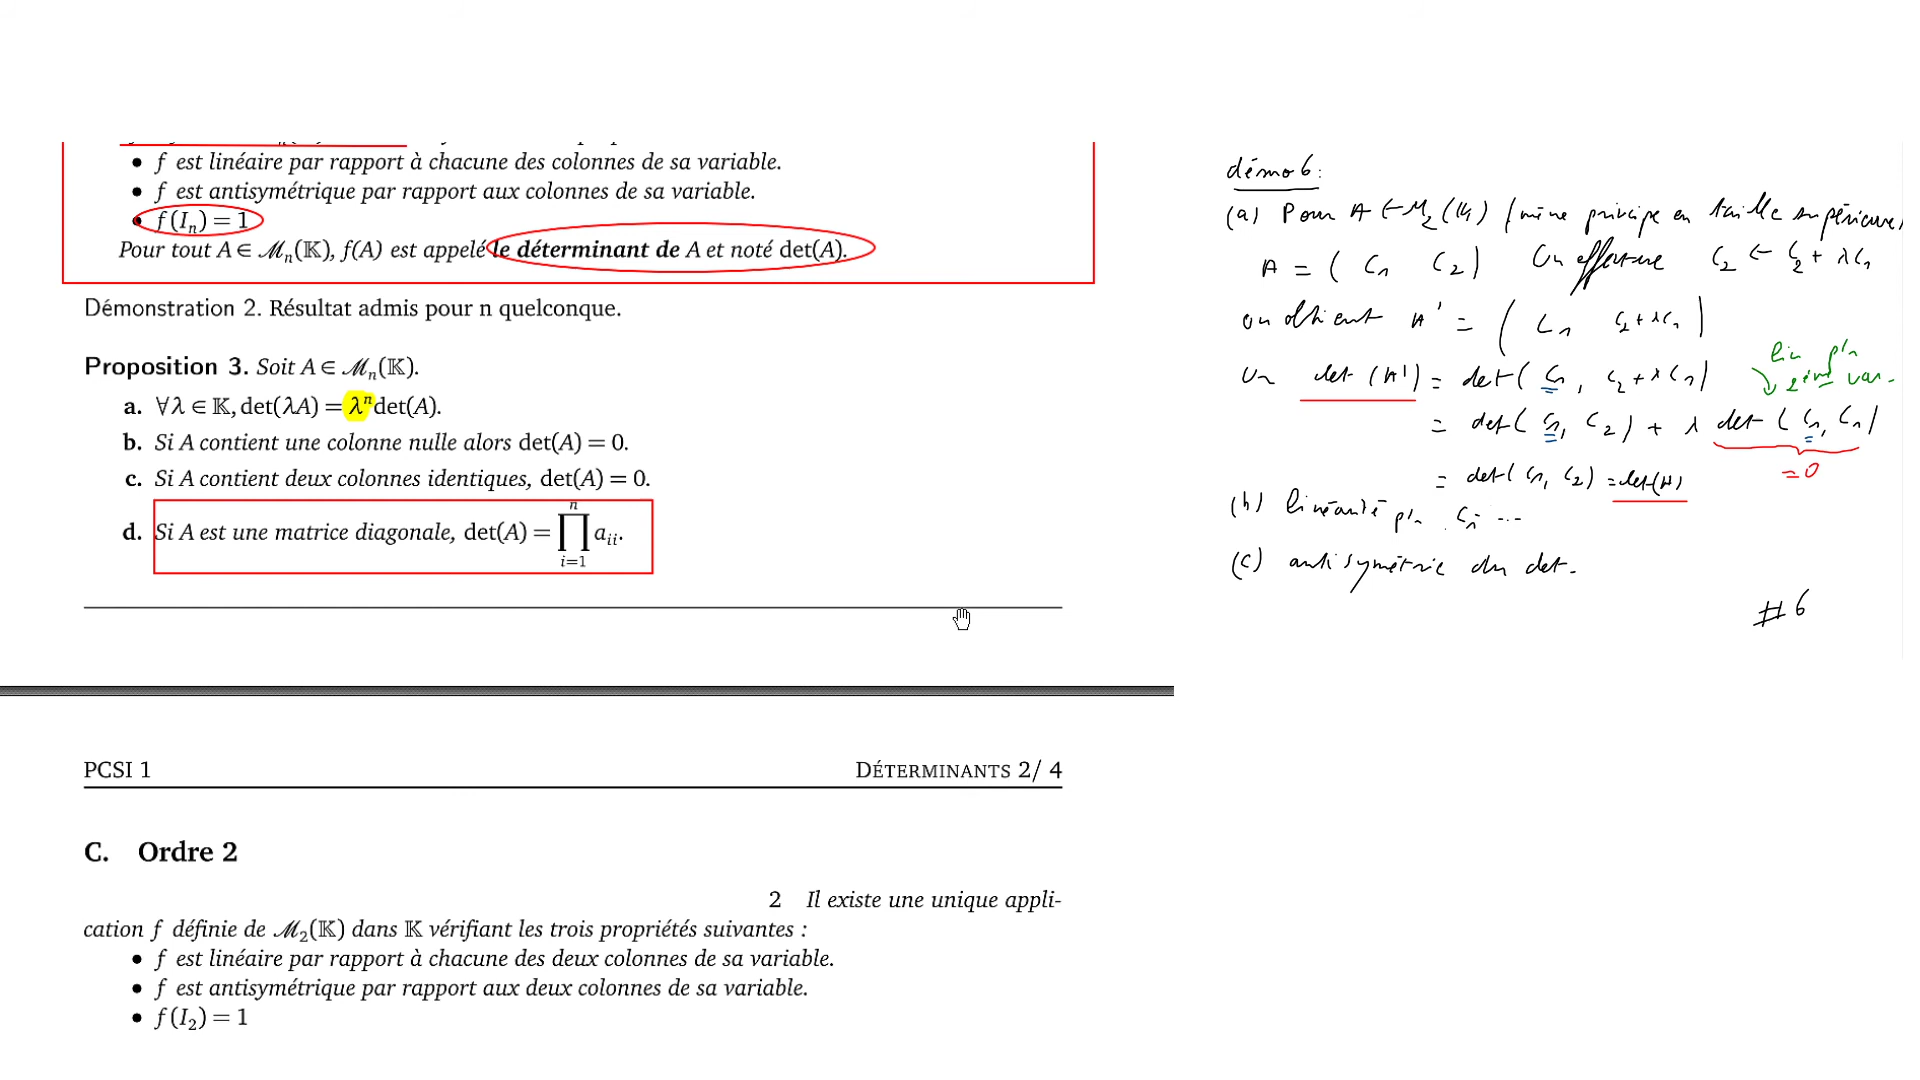 • f est linéaire par rapport à chacune des colonnes de sa variable.
• f est antisymétrique par rapport aux colonnes de sa variable.
• f(Iₙ) = 1
Pour tout A ∈ ℳₙ(𝕂), f(A) est appelé le déterminant de A et noté det(A).
Démonstration 2. Résultat admis pour n quelconque.
Proposition 3. Soit A ∈ ℳₙ(𝕂).
a. ∀λ ∈ 𝕂, det(λA) = λⁿdet(A).
b. Si A contient une colonne nulle alors det(A) = 0.
c. Si A contient deux colonnes identiques, det(A) = 0.
d. Si A est une matrice diagonale, det(A) = ∏ᵢ₌₁ⁿ aᵢᵢ.
PCSI 1 DÉTERMINANTS 2/ 4
C. Ordre 2
2 Il existe une unique appli-
cation f définie de ℳ₂(𝕂) dans 𝕂 vérifiant les trois propriétés suivantes :
• f est linéaire par rapport à chacune des deux colonnes de sa variable.
• f est antisymétrique par rapport aux deux colonnes de sa variable.
• f(I₂) = 1
démo 6:
(a) Pour A ∈ ℳ₂(𝕂) (même principe en taille supérieure)
A = ( C₁ C₂ ) On effectue C₂ ← C₂ + λC₁
on obtient A' = ( C₁ C₂+λC₁ )
On det(A') = det( C₁, C₂+λC₁ )
lin p/r
2ème var.
= det( C₁, C₂ ) + λ det( C₁, C₁ )
= 0
= det( C₁, C₂ ) = det(A)
(b) linéarité p/r C₁ ...
(c) antisymétrie du det.
# 6